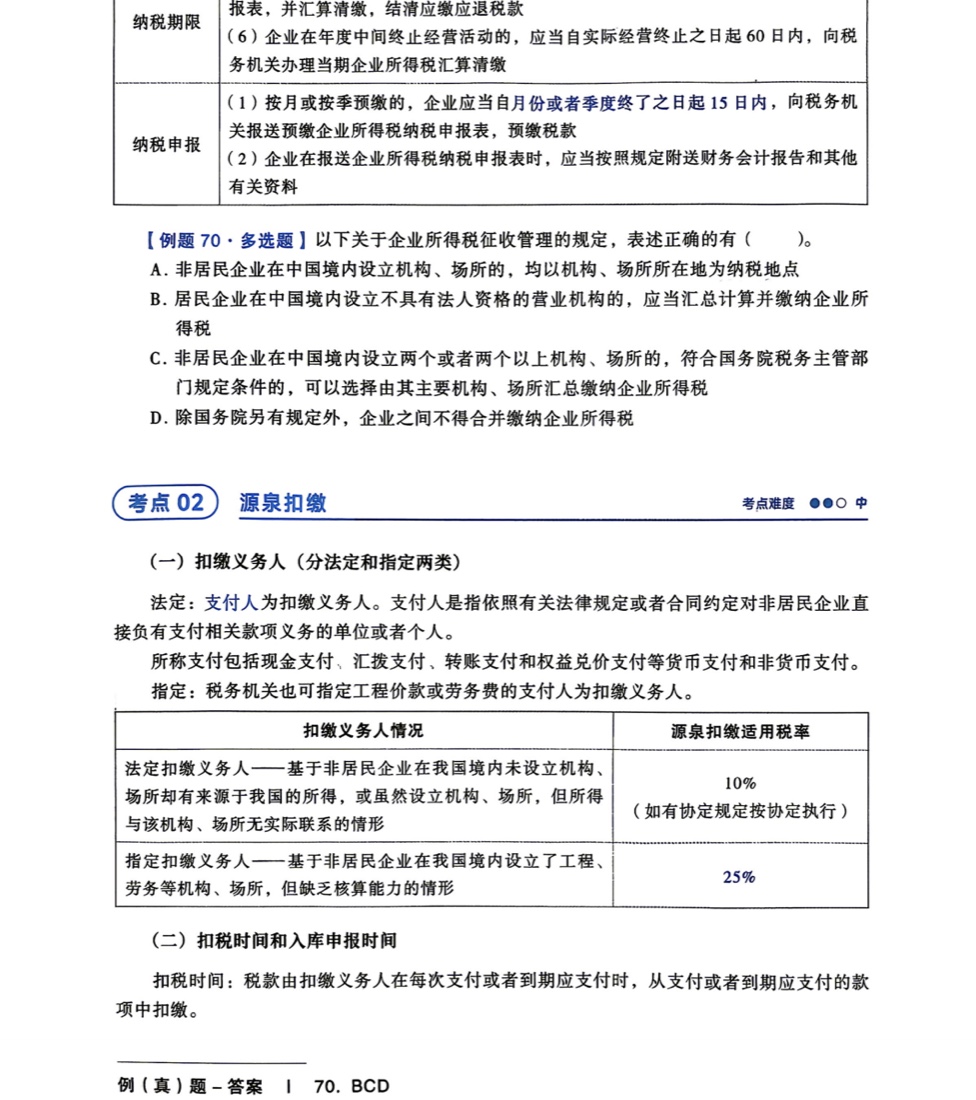 报表，并汇算清缴，结清应缴应退税款
纳税期限
（6）企业在年度中间终止经营活动的，应当自实际经营终止之日起 60 日内，向税
务机关办理当期企业所得税汇算清缴
（1）按月或按季预缴的，企业应当自月份或者季度终了之日起 15 日内，向税务机
关报送预缴企业所得税纳税申报表，预缴税款
纳税申报
（2）企业在报送企业所得税纳税申报表时，应当按照规定附送财务会计报告和其他
有关资料
【例题 70·多选题】以下关于企业所得税征收管理的规定，表述正确的有（　　）。
A. 非居民企业在中国境内设立机构、场所的，均以机构、场所所在地为纳税地点
B. 居民企业在中国境内设立不具有法人资格的营业机构的，应当汇总计算并缴纳企业所
得税
C. 非居民企业在中国境内设立两个或者两个以上机构、场所的，符合国务院税务主管部
门规定条件的，可以选择由其主要机构、场所汇总缴纳企业所得税
D. 除国务院另有规定外，企业之间不得合并缴纳企业所得税
考点 02 源泉扣缴 考点难度 ●●○ 中
（一）扣缴义务人（分法定和指定两类）
法定：支付人为扣缴义务人。支付人是指依照有关法律规定或者合同约定对非居民企业直
接负有支付相关款项义务的单位或者个人。
所称支付包括现金支付、汇拨支付、转账支付和权益兑价支付等货币支付和非货币支付。
指定：税务机关也可指定工程价款或劳务费的支付人为扣缴义务人。
扣缴义务人情况 源泉扣缴适用税率
法定扣缴义务人——基于非居民企业在我国境内未设立机构、
场所却有来源于我国的所得，或虽然设立机构、场所，但所得
与该机构、场所无实际联系的情形
10%
（如有协定规定按协定执行）
指定扣缴义务人——基于非居民企业在我国境内设立了工程、
劳务等机构、场所，但缺乏核算能力的情形
25%
（二）扣税时间和入库申报时间
扣税时间：税款由扣缴义务人在每次支付或者到期应支付时，从支付或者到期应支付的款
项中扣缴。
例（真）题–答案 | 70. BCD